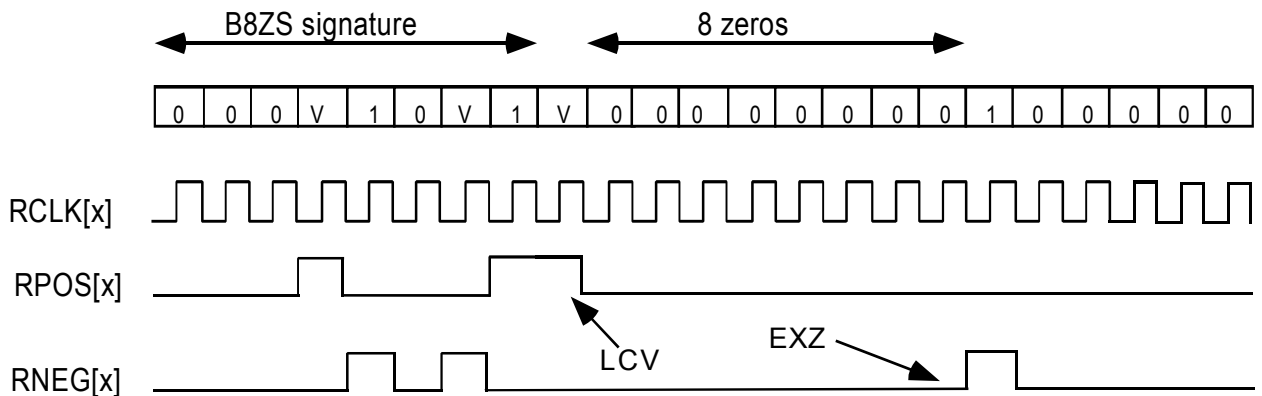 B8ZS signature 8 zeros
0 0 0 V 1 0 V 1 V 0 0 0 0 0 0 0 0 1 0 0 0 0 0
RCLK[x]
RPOS[x]
LCV
EXZ
RNEG[x]